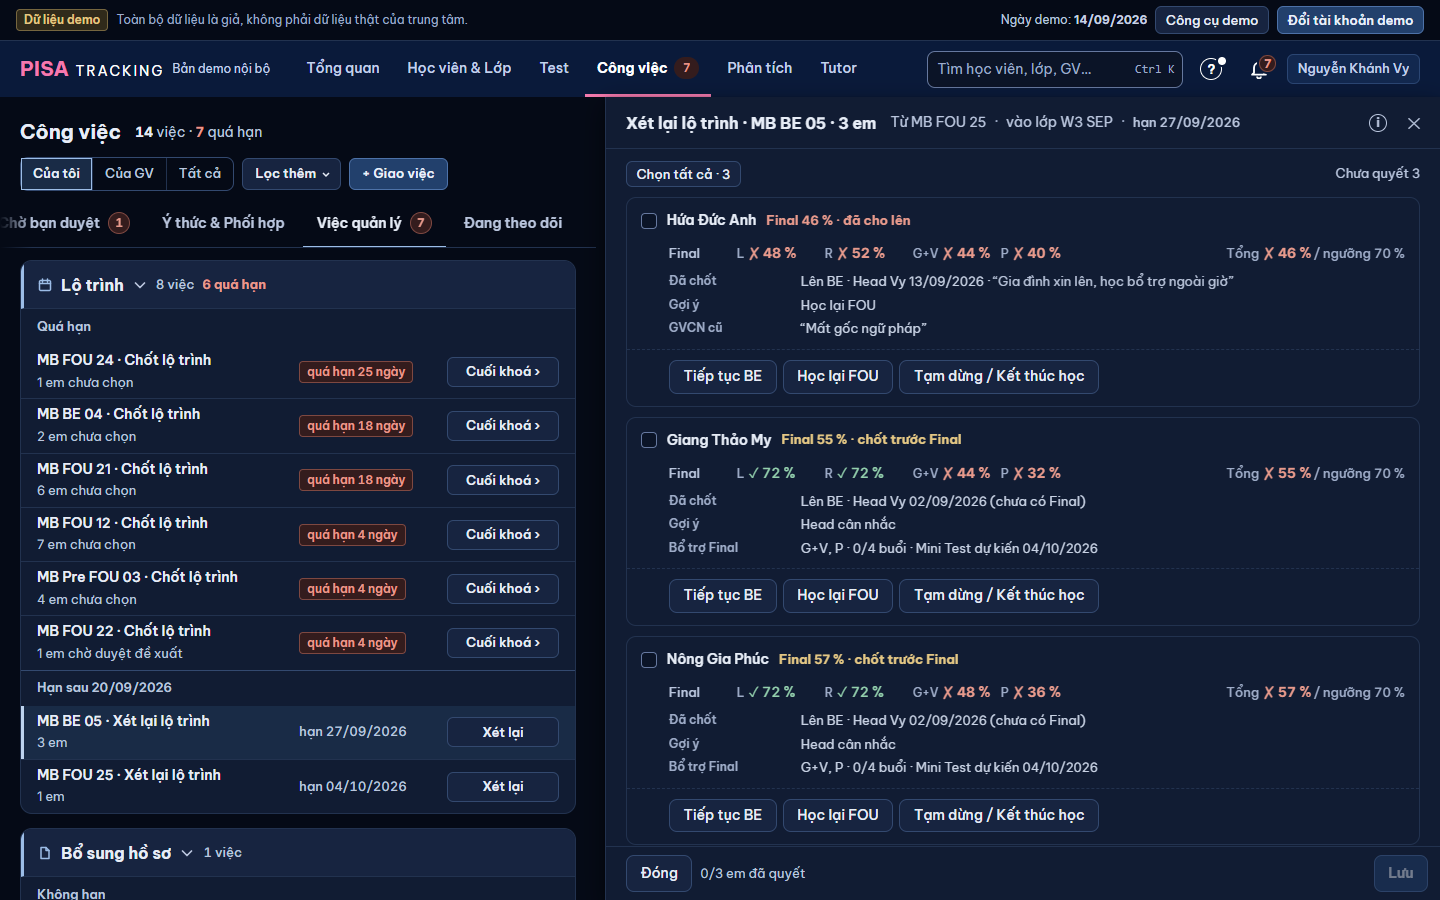 Dữ liệu demo Toàn bộ dữ liệu là giả, không phải dữ liệu thật của trung tâm. Ngày demo: 14/09/2026 Công cụ demo Đổi tài khoản demo
PISA TRACKING Bản demo nội bộ Tổng quan Học viên & Lớp Test Công việc 7 Phân tích Tutor Tìm học viên, lớp, GV... Ctrl K ? 7 Nguyễn Khánh Vy
Công việc 14 việc · 7 quá hạn
Của tôi Của GV Tất cả Lọc thêm + Giao việc
Chờ bạn duyệt 1 Ý thức & Phối hợp Việc quản lý 7 Đang theo dõi
Lộ trình 8 việc 6 quá hạn
Quá hạn
MB FOU 24 · Chốt lộ trình
1 em chưa chọn
quá hạn 25 ngày
Cuối khoá ›
MB BE 04 · Chốt lộ trình
2 em chưa chọn
quá hạn 18 ngày
Cuối khoá ›
MB FOU 21 · Chốt lộ trình
6 em chưa chọn
quá hạn 18 ngày
Cuối khoá ›
MB FOU 12 · Chốt lộ trình
7 em chưa chọn
quá hạn 4 ngày
Cuối khoá ›
MB Pre FOU 03 · Chốt lộ trình
4 em chưa chọn
quá hạn 4 ngày
Cuối khoá ›
MB FOU 22 · Chốt lộ trình
1 em chờ duyệt đề xuất
quá hạn 4 ngày
Cuối khoá ›
Hạn sau 20/09/2026
MB BE 05 · Xét lại lộ trình
3 em
hạn 27/09/2026
Xét lại
MB FOU 25 · Xét lại lộ trình
1 em
hạn 04/10/2026
Xét lại
Bổ sung hồ sơ 1 việc
Không hạn
Xét lại lộ trình · MB BE 05 · 3 em Từ MB FOU 25 · vào lớp W3 SEP · hạn 27/09/2026
Chọn tất cả · 3 Chưa quyết 3
Hứa Đức Anh Final 46 % · đã cho lên
Final L ✗ 48 % R ✗ 52 % G+V ✗ 44 % P ✗ 40 % Tổng ✗ 46 % / ngưỡng 70 %
Đã chốt Lên BE · Head Vy 13/09/2026 · “Gia đình xin lên, học bổ trợ ngoài giờ”
Gợi ý Học lại FOU
GVCN cũ “Mất gốc ngữ pháp”
Tiếp tục BE Học lại FOU Tạm dừng / Kết thúc học
Giang Thảo My Final 55 % · chốt trước Final
Final L ✓ 72 % R ✓ 72 % G+V ✗ 44 % P ✗ 32 % Tổng ✗ 55 % / ngưỡng 70 %
Đã chốt Lên BE · Head Vy 02/09/2026 (chưa có Final)
Gợi ý Head cân nhắc
Bổ trợ Final G+V, P · 0/4 buổi · Mini Test dự kiến 04/10/2026
Tiếp tục BE Học lại FOU Tạm dừng / Kết thúc học
Nông Gia Phúc Final 57 % · chốt trước Final
Final L ✓ 72 % R ✓ 72 % G+V ✗ 48 % P ✗ 36 % Tổng ✗ 57 % / ngưỡng 70 %
Đã chốt Lên BE · Head Vy 02/09/2026 (chưa có Final)
Gợi ý Head cân nhắc
Bổ trợ Final G+V, P · 0/4 buổi · Mini Test dự kiến 04/10/2026
Tiếp tục BE Học lại FOU Tạm dừng / Kết thúc học
Đóng 0/3 em đã quyết Lưu